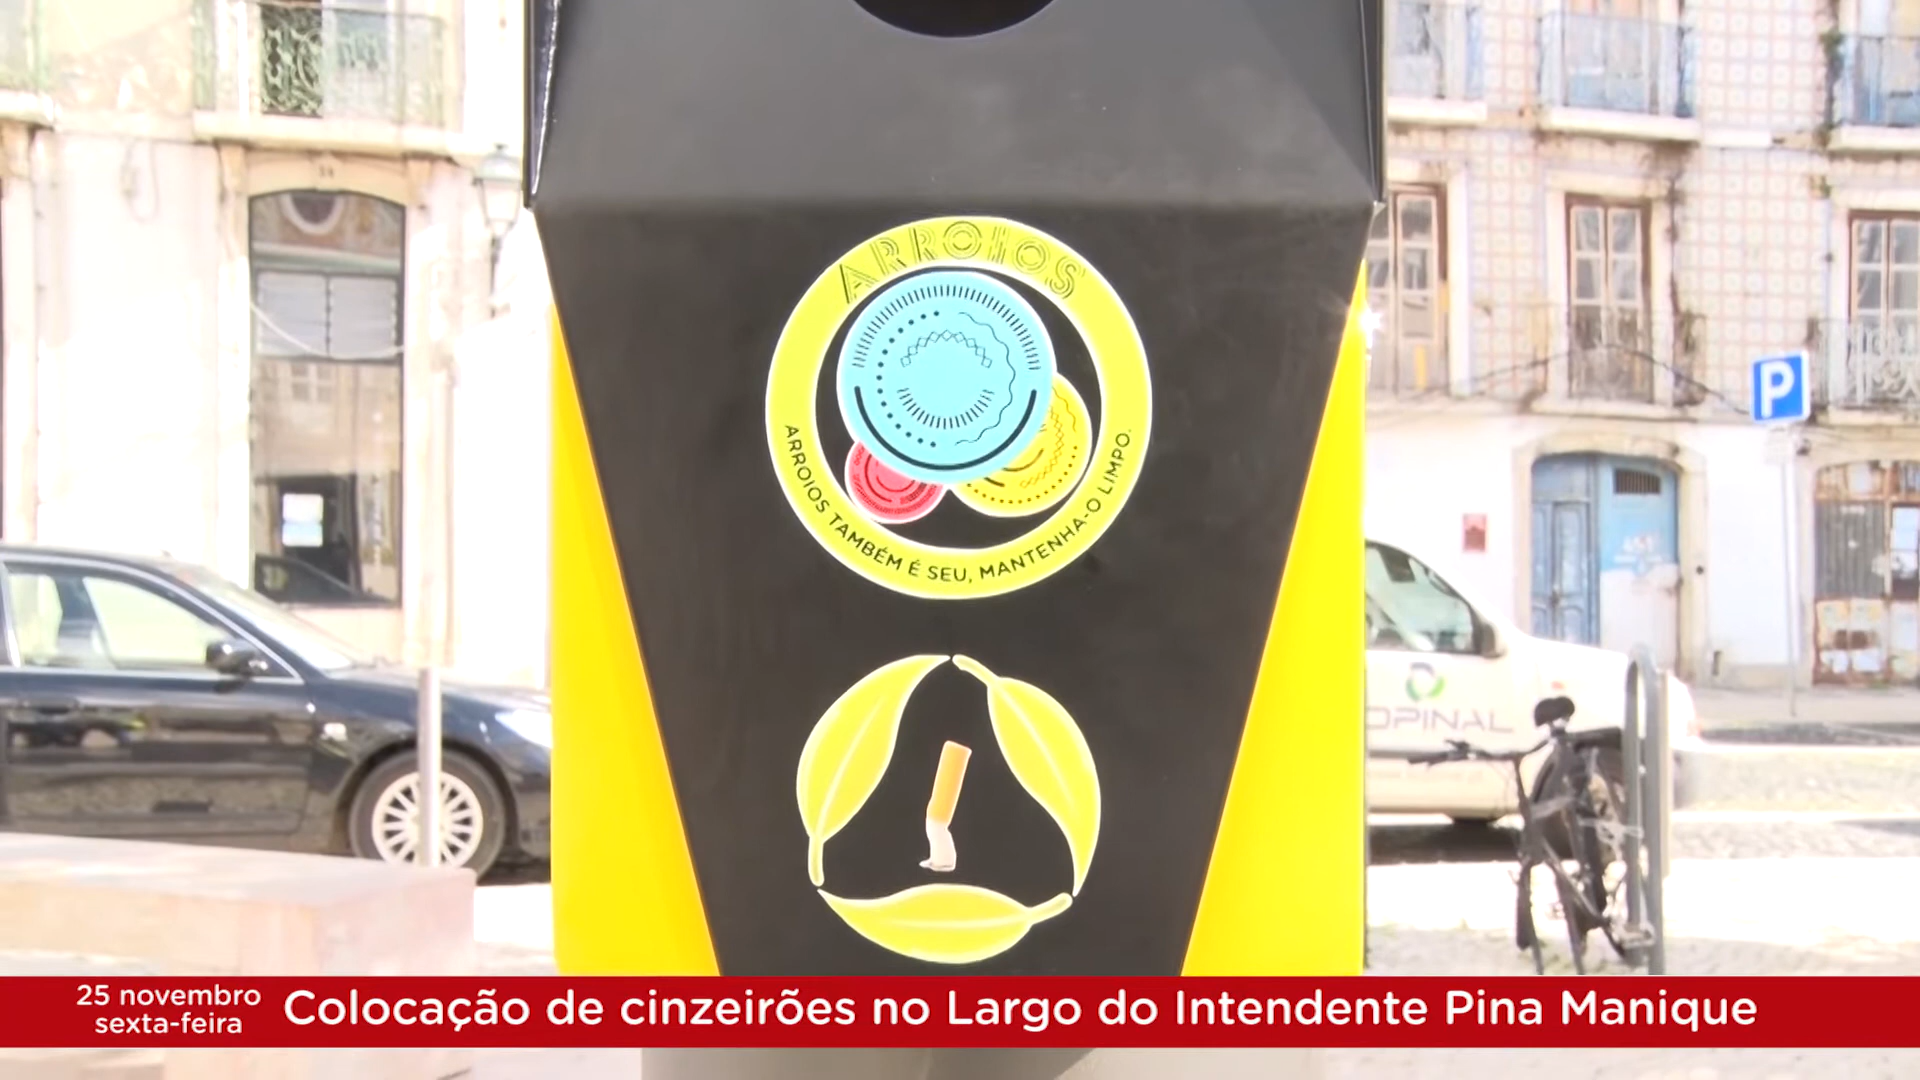 ARROIOS
ARROIOS TAMBÉM É SEU, MANTENHA-O LIMPO.
P
OPINAL
25 novembro
sexta-feira
Colocação de cinzeirões no Largo do Intendente Pina Manique